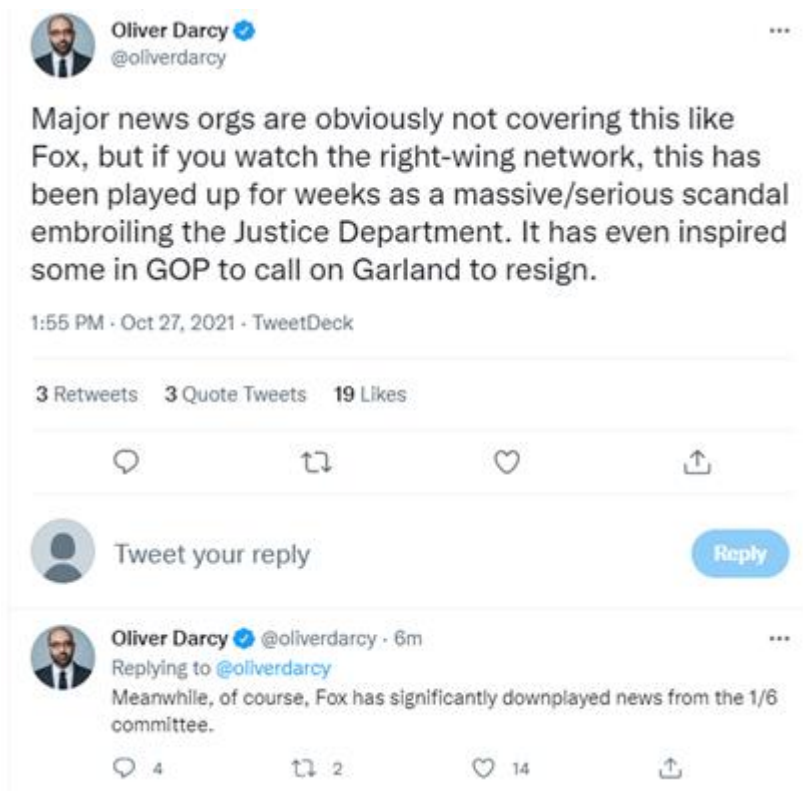 Oliver Darcy
@oliverdarcy
Major news orgs are obviously not covering this like
Fox, but if you watch the right-wing network, this has
been played up for weeks as a massive/serious scandal
embroiling the Justice Department. It has even inspired
some in GOP to call on Garland to resign.
1:55 PM · Oct 27, 2021 · TweetDeck
3 Retweets 3 Quote Tweets 19 Likes
Tweet your reply
Reply
Oliver Darcy @oliverdarcy · 6m
Replying to @oliverdarcy
Meanwhile, of course, Fox has significantly downplayed news from the 1/6
committee.
4 2 14